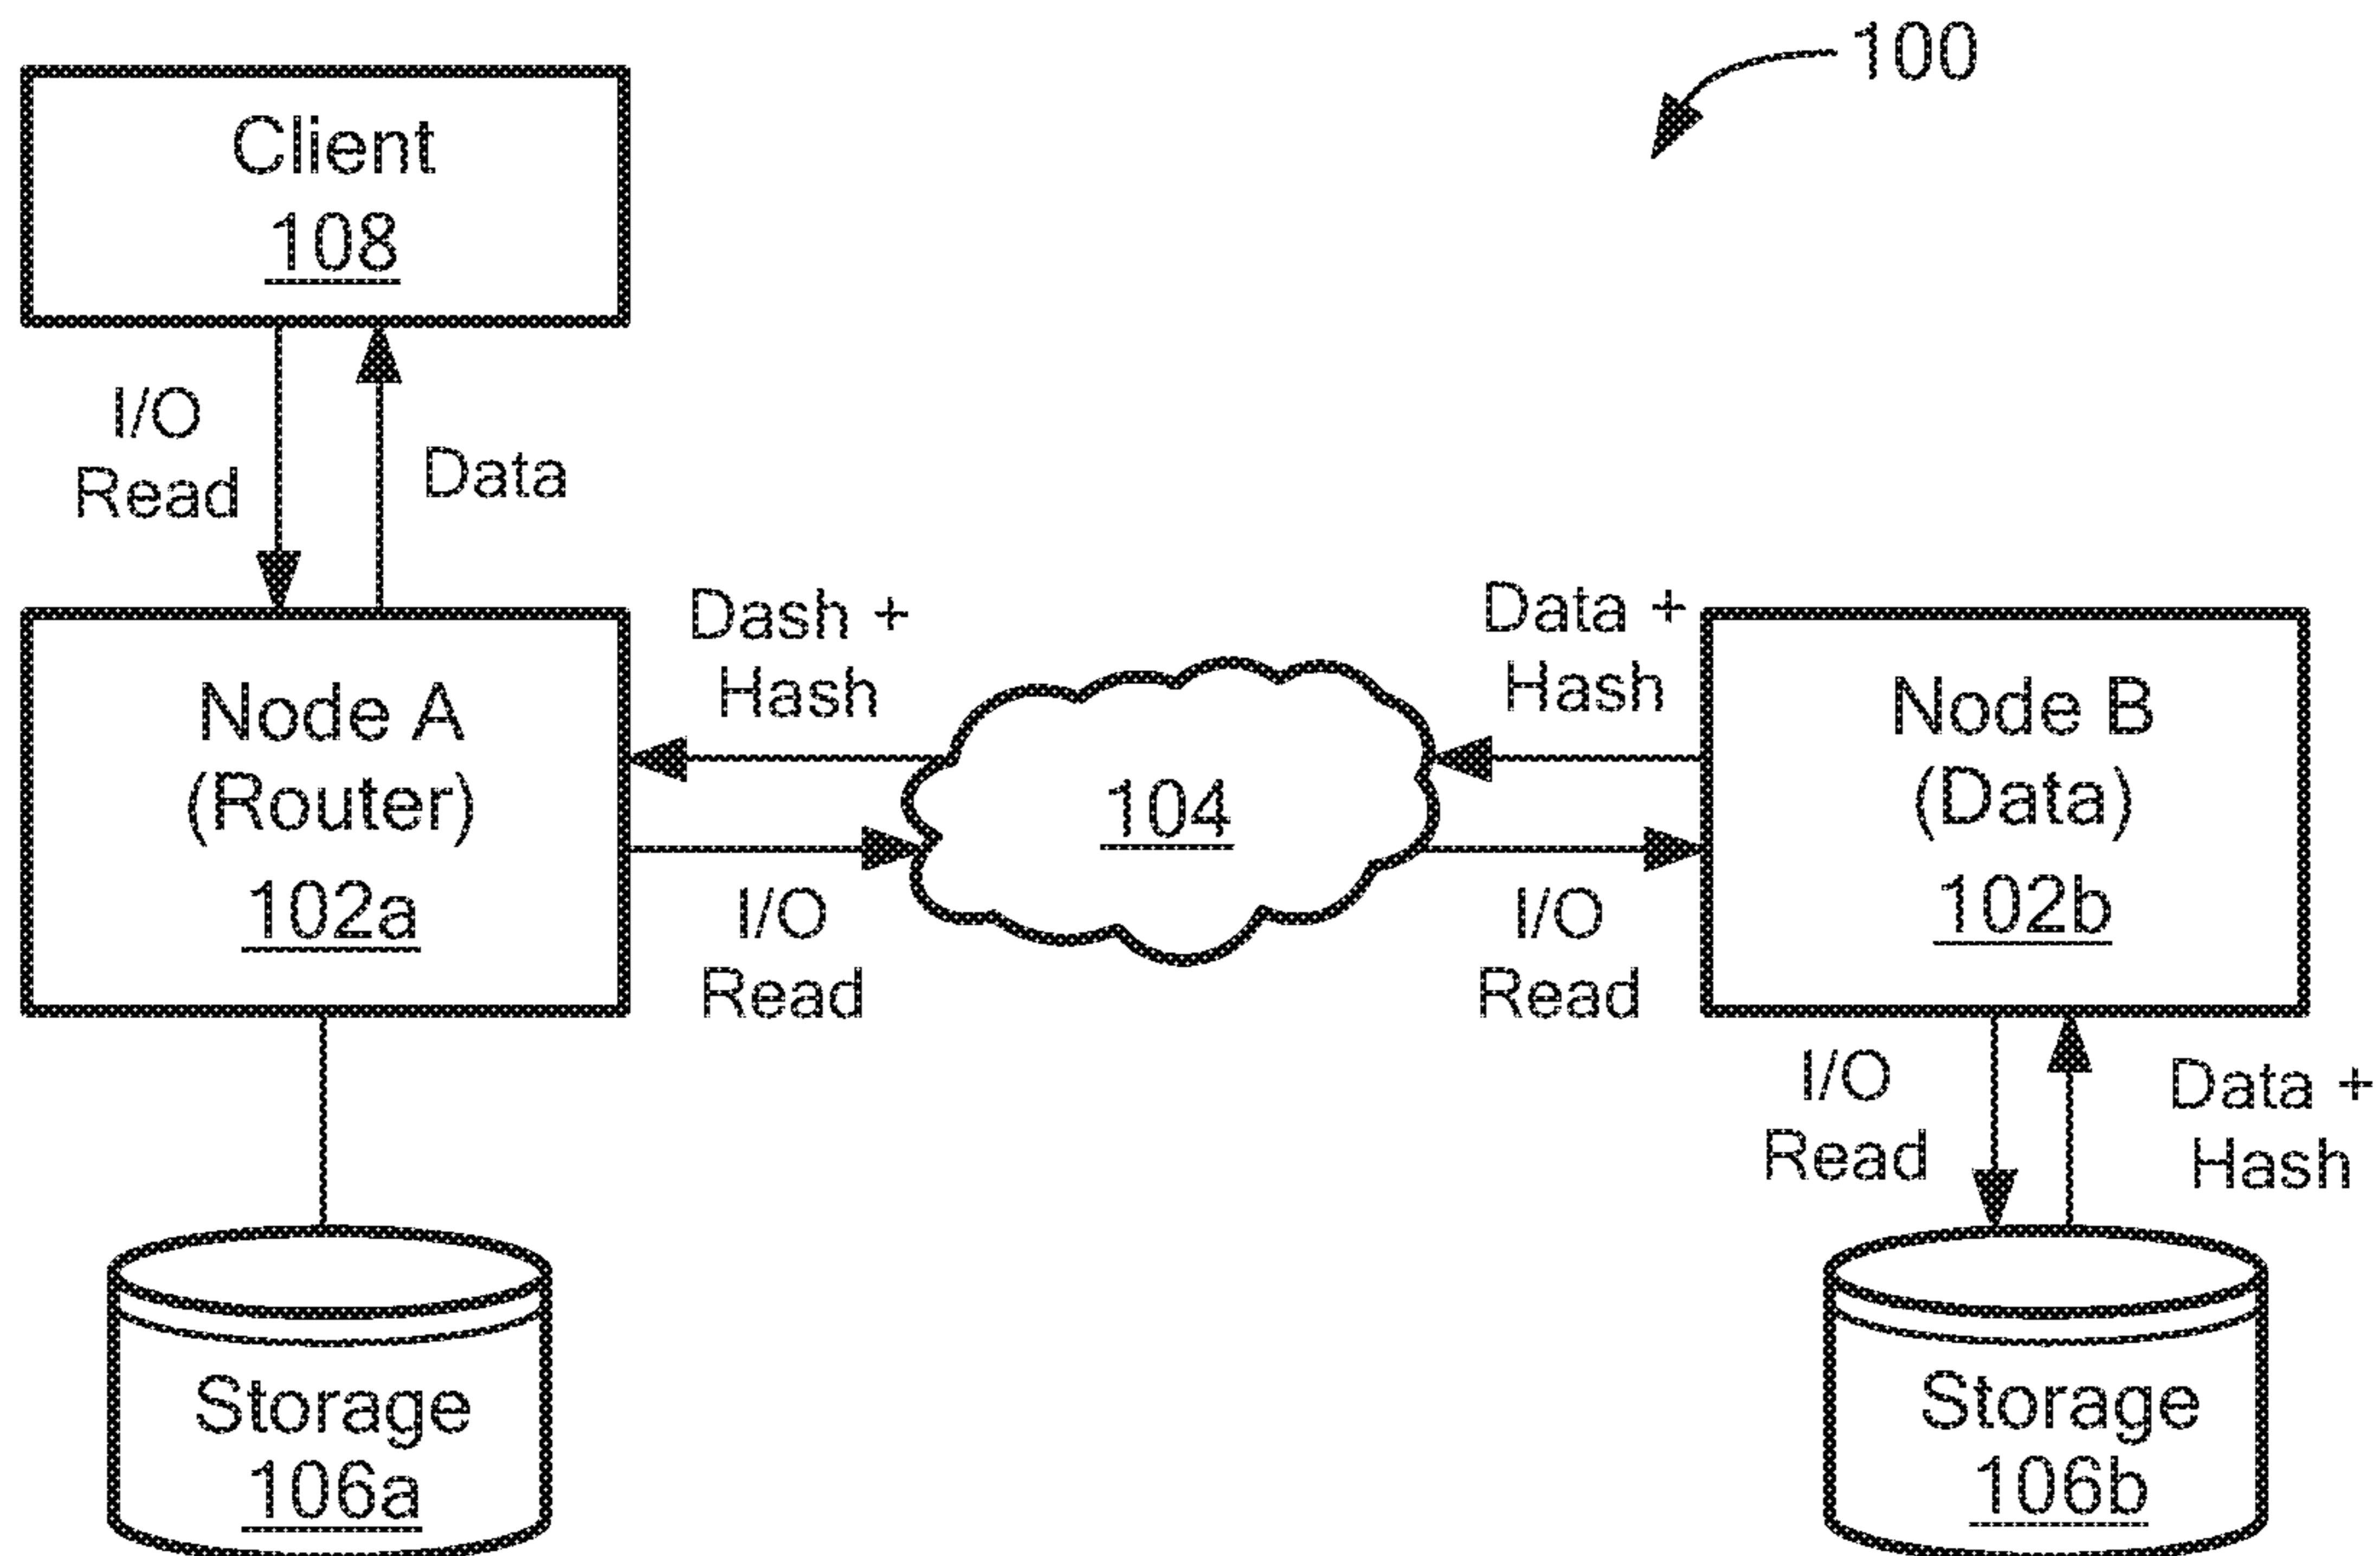 100
Client
108
I/O
Read
Data
Dash +
Hash
Data +
Hash
Node A
(Router)
102a
104
Node B
(Data)
102b
I/O
Read
I/O
Read
I/O
Read
Data +
Hash
Storage
106a
Storage
106b